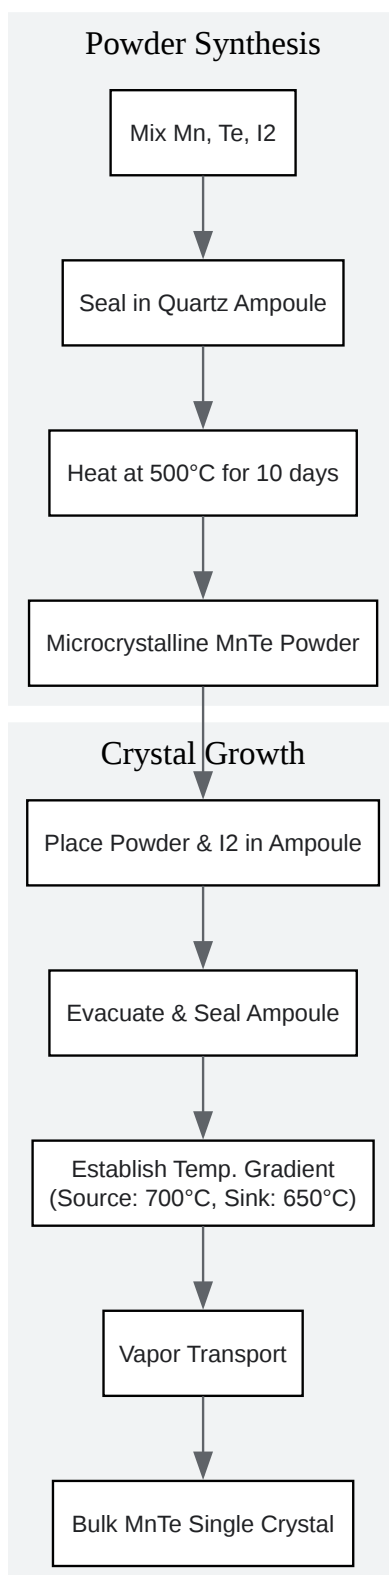 Powder Synthesis
Mix Mn, Te, I2
Seal in Quartz Ampoule
Heat at 500°C for 10 days
Microcrystalline MnTe Powder
Crystal Growth
Place Powder & I2 in Ampoule
Evacuate & Seal Ampoule
Establish Temp. Gradient
(Source: 700°C, Sink: 650°C)
Vapor Transport
Bulk MnTe Single Crystal